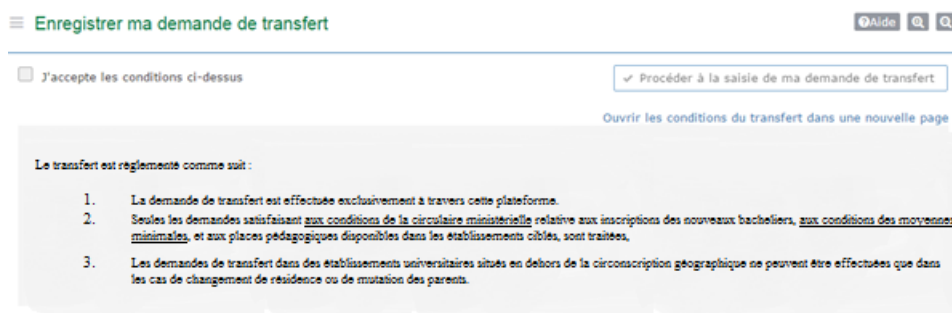 Enregistrer ma demande de transfert
Aide
J'accepte les conditions ci-dessus
Procéder à la saisie de ma demande de transfert
Ouvrir les conditions du transfert dans une nouvelle page
Le transfert est réglementé comme suit :
1. La demande de transfert est effectuée exclusivement à travers cette plateforme.
2. Seules les demandes satisfaisant aux conditions de la circulaire ministérielle relative aux inscriptions des nouveaux bacheliers, aux conditions des moyennes
minimales, et aux places pédagogiques disponibles dans les établissements ciblés, sont traitées,
3. Les demandes de transfert dans des établissements universitaires situés en dehors de la circonscription géographique ne peuvent être effectuées que dans
les cas de changement de résidence ou de mutation des parents.